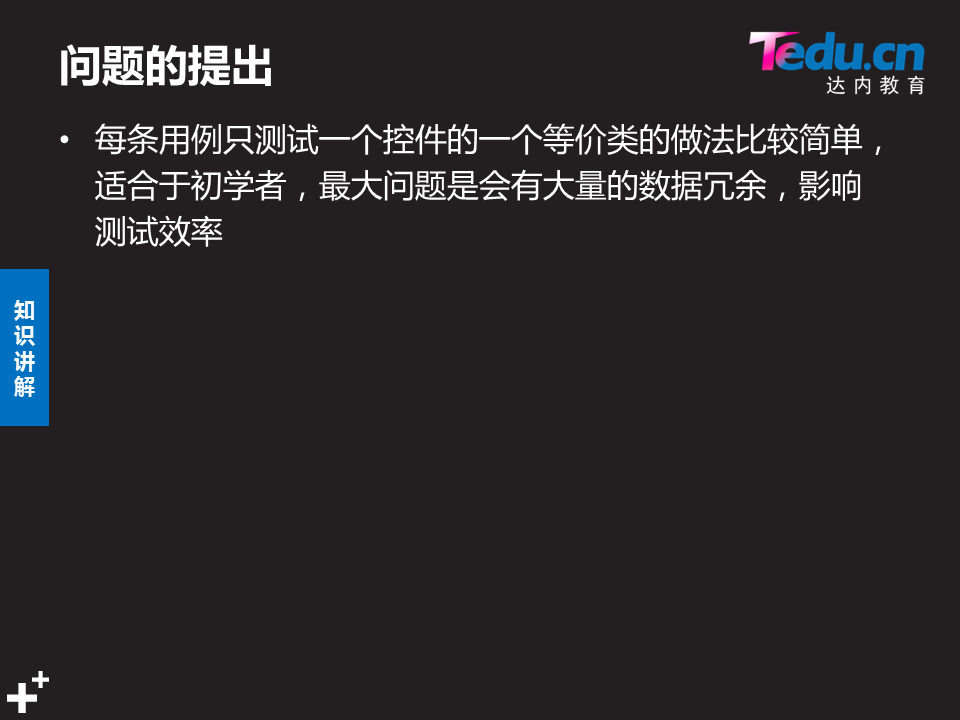 问题的提出
Tedu.cn
达内教育
• 每条用例只测试一个控件的一个等价类的做法比较简单，
适合于初学者，最大问题是会有大量的数据冗余，影响
测试效率
知
识
讲
解